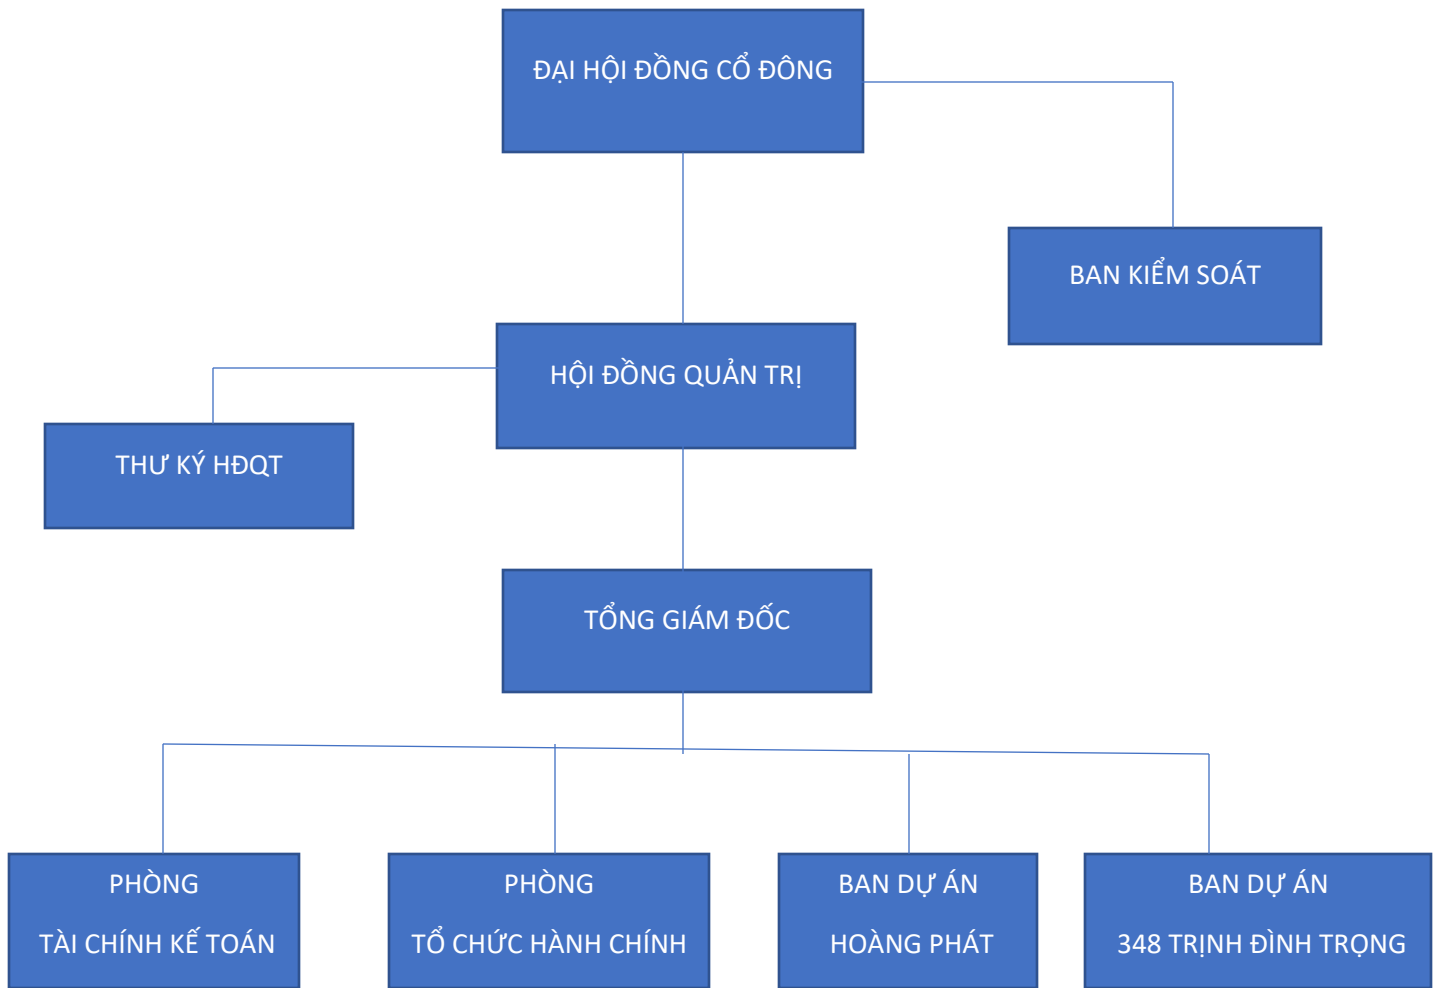 ĐẠI HỘI ĐỒNG CỔ ĐÔNG
BAN KIỂM SOÁT
HỘI ĐỒNG QUẢN TRỊ
THƯ KÝ HĐQT
TỔNG GIÁM ĐỐC
PHÒNG
TÀI CHÍNH KẾ TOÁN
PHÒNG
TỔ CHỨC HÀNH CHÍNH
BAN DỰ ÁN
HOÀNG PHÁT
BAN DỰ ÁN
348 TRỊNH ĐÌNH TRỌNG